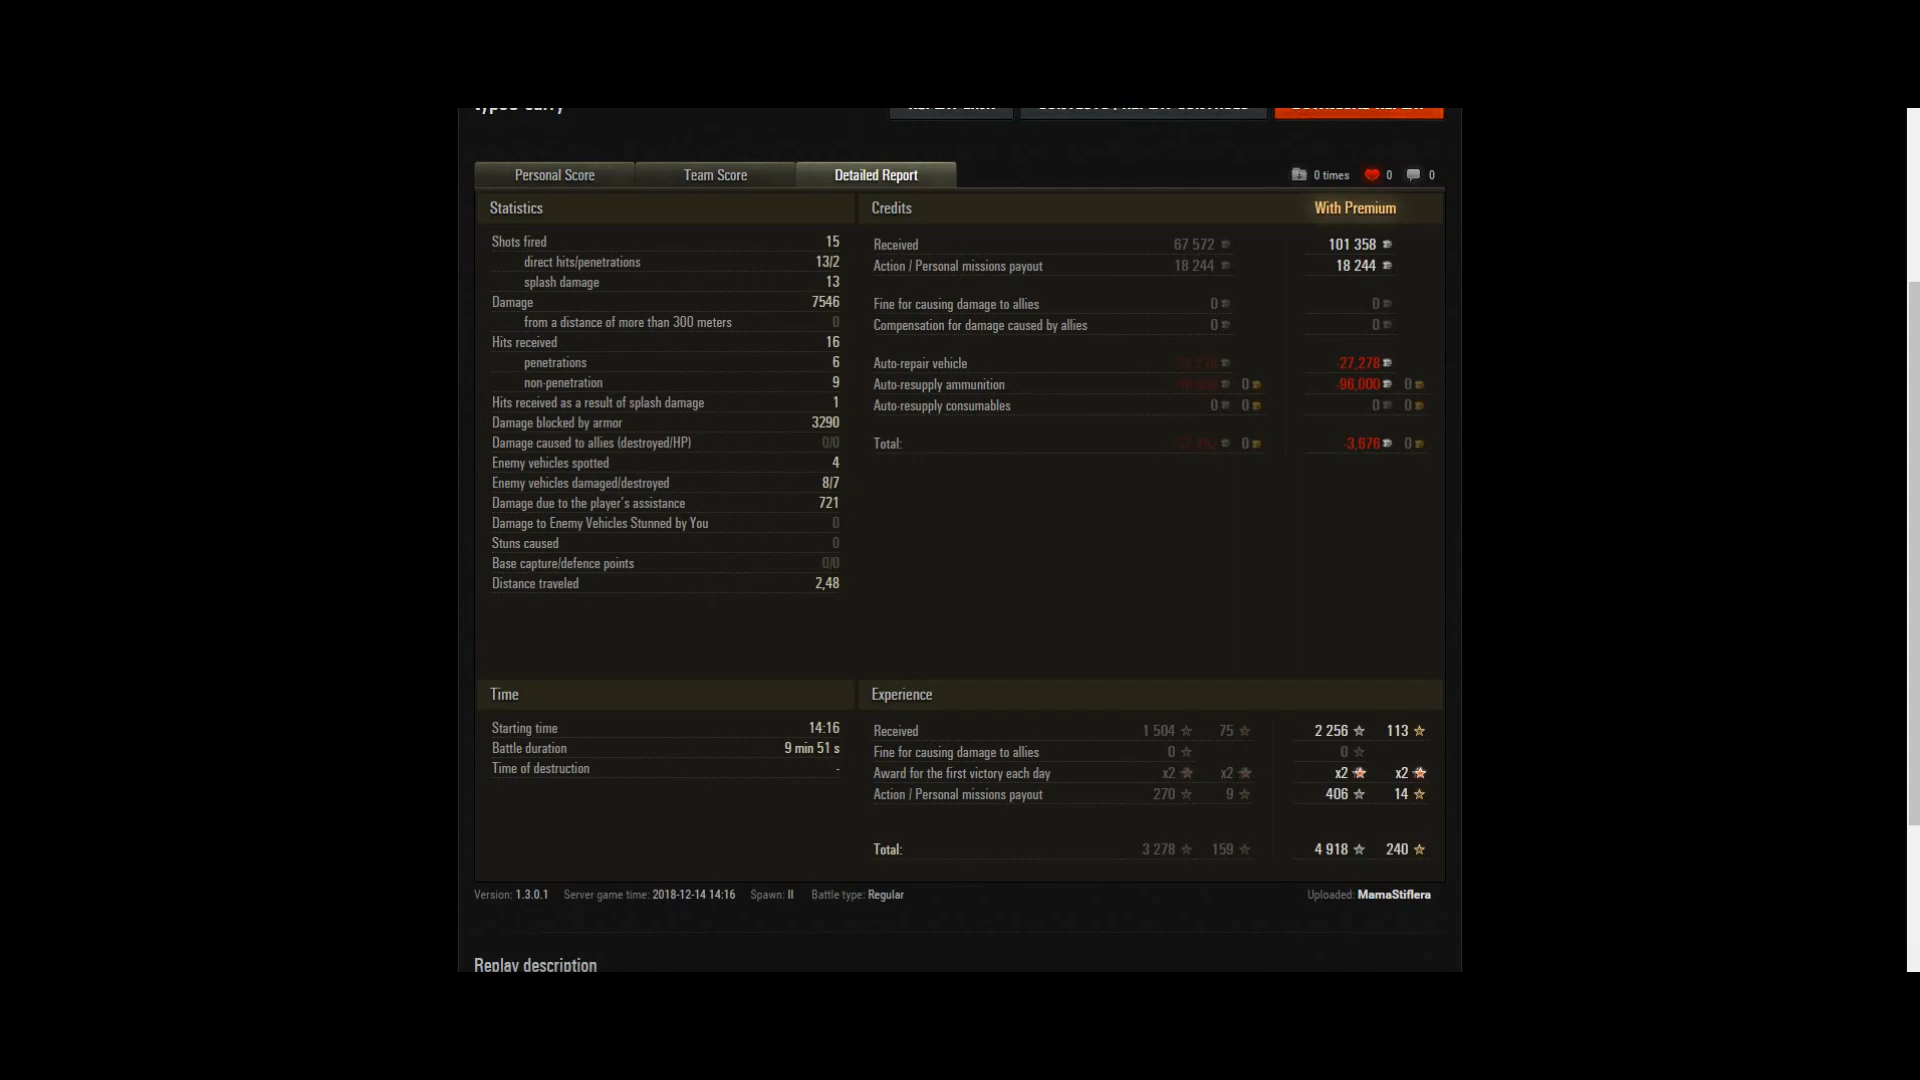 Personal Score Team Score Detailed Report 0 times 0 0
Statistics
Shots fired 15
direct hits/penetrations 13/2
splash damage 13
Damage 7546
from a distance of more than 300 meters 0
Hits received 16
penetrations 6
non-penetration 9
Hits received as a result of splash damage 1
Damage blocked by armor 3290
Damage caused to allies (destroyed/HP) 0/0
Enemy vehicles spotted 4
Enemy vehicles damaged/destroyed 8/7
Damage due to the player's assistance 721
Damage to Enemy Vehicles Stunned by You 0
Stuns caused 0
Base capture/defence points 0/0
Distance traveled 2,48
Credits With Premium
Received 67 572 101 358
Action / Personal missions payout 18 244 18 244
Fine for causing damage to allies 0 0
Compensation for damage caused by allies 0 0
Auto-repair vehicle -27,278
Auto-resupply ammunition 0 -96,000 0
Auto-resupply consumables 0 0 0 0
Total: 0 -3,676 0
Time
Starting time 14:16
Battle duration 9 min 51 s
Time of destruction -
Experience
Received 1 504 75 2 256 113
Fine for causing damage to allies 0 0
Award for the first victory each day x2 x2 x2 x2
Action / Personal missions payout 270 9 406 14
Total: 3 278 159 4 918 240
Version: 1.3.0.1 Server game time: 2018-12-14 14:16 Spawn: II Battle type: Regular Uploaded: MamaStiflera
Replay description